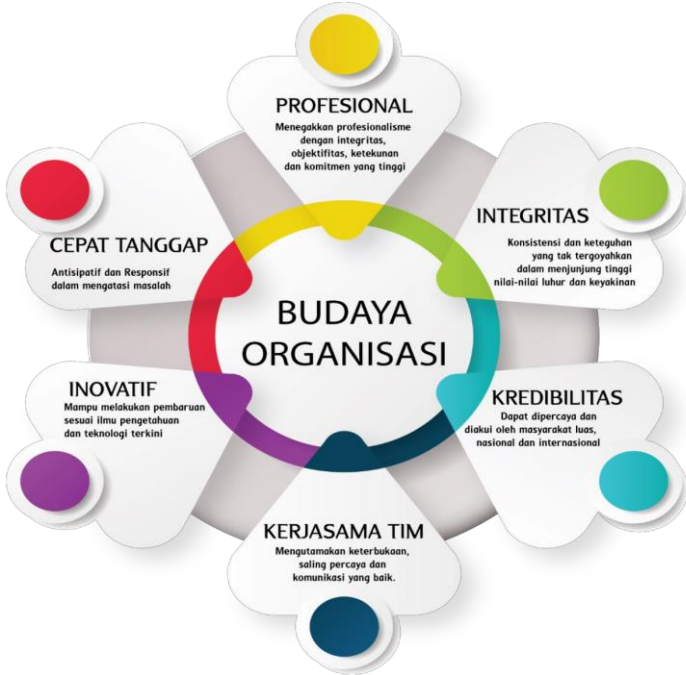 PROFESIONAL
Menegakkan profesionalisme
dengan integritas,
objektifitas, ketekunan
dan komitmen yang tinggi
INTEGRITAS
Konsistensi dan keteguhan
yang tak tergoyahkan
dalam menjunjung tinggi
nilai-nilai luhur dan keyakinan
KREDIBILITAS
Dapat dipercaya dan
diakui oleh masyarakat luas,
nasional dan internasional
KERJASAMA TIM
Mengutamakan keterbukaan,
saling percaya dan
komunikasi yang baik.
INOVATIF
Mampu melakukan pembaruan
sesuai ilmu pengetahuan
dan teknologi terkini
CEPAT TANGGAP
Antisipatif dan Responsif
dalam mengatasi masalah
BUDAYA
ORGANISASI